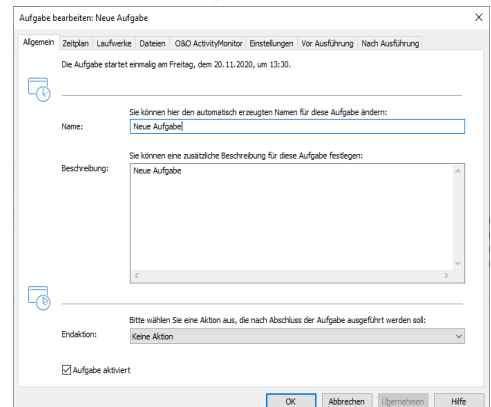 Aufgabe bearbeiten: Neue Aufgabe
Allgemein Zeitplan Laufwerke Dateien O&O ActivityMonitor Einstellungen Vor Ausführung Nach Ausführung
Die Aufgabe startet einmalig am Freitag, dem 20.11.2020, um 13:30.
Sie können hier den automatisch erzeugten Namen für diese Aufgabe ändern:
Name: Neue Aufgabe
Sie können eine zusätzliche Beschreibung für diese Aufgabe festlegen:
Beschreibung: Neue Aufgabe
Bitte wählen Sie eine Aktion aus, die nach Abschluss der Aufgabe ausgeführt werden soll:
Endaktion: Keine Aktion
Aufgabe aktiviert
OK Abbrechen Übernehmen Hilfe